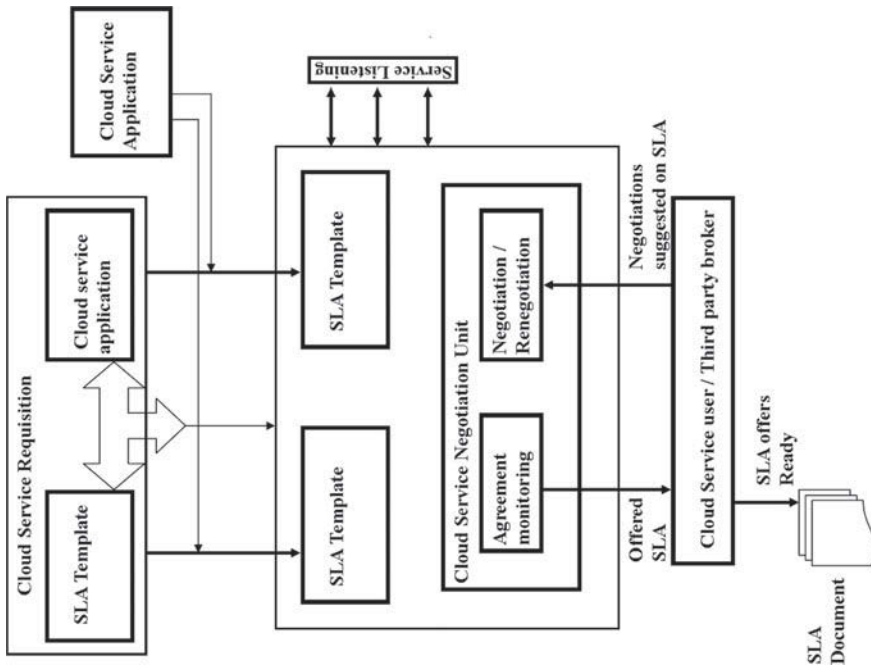 Cloud Service Requisition
SLA Template
Cloud service
application
Cloud Service
Application
SLA Template
SLA Template
Service Listening
Cloud Service Negotiation Unit
Agreement
monitoring
Negotiation /
Renegotiation
Offered
SLA
Negotiations
suggested on SLA
Cloud Service user / Third party broker
SLA offers
Ready
SLA
Document